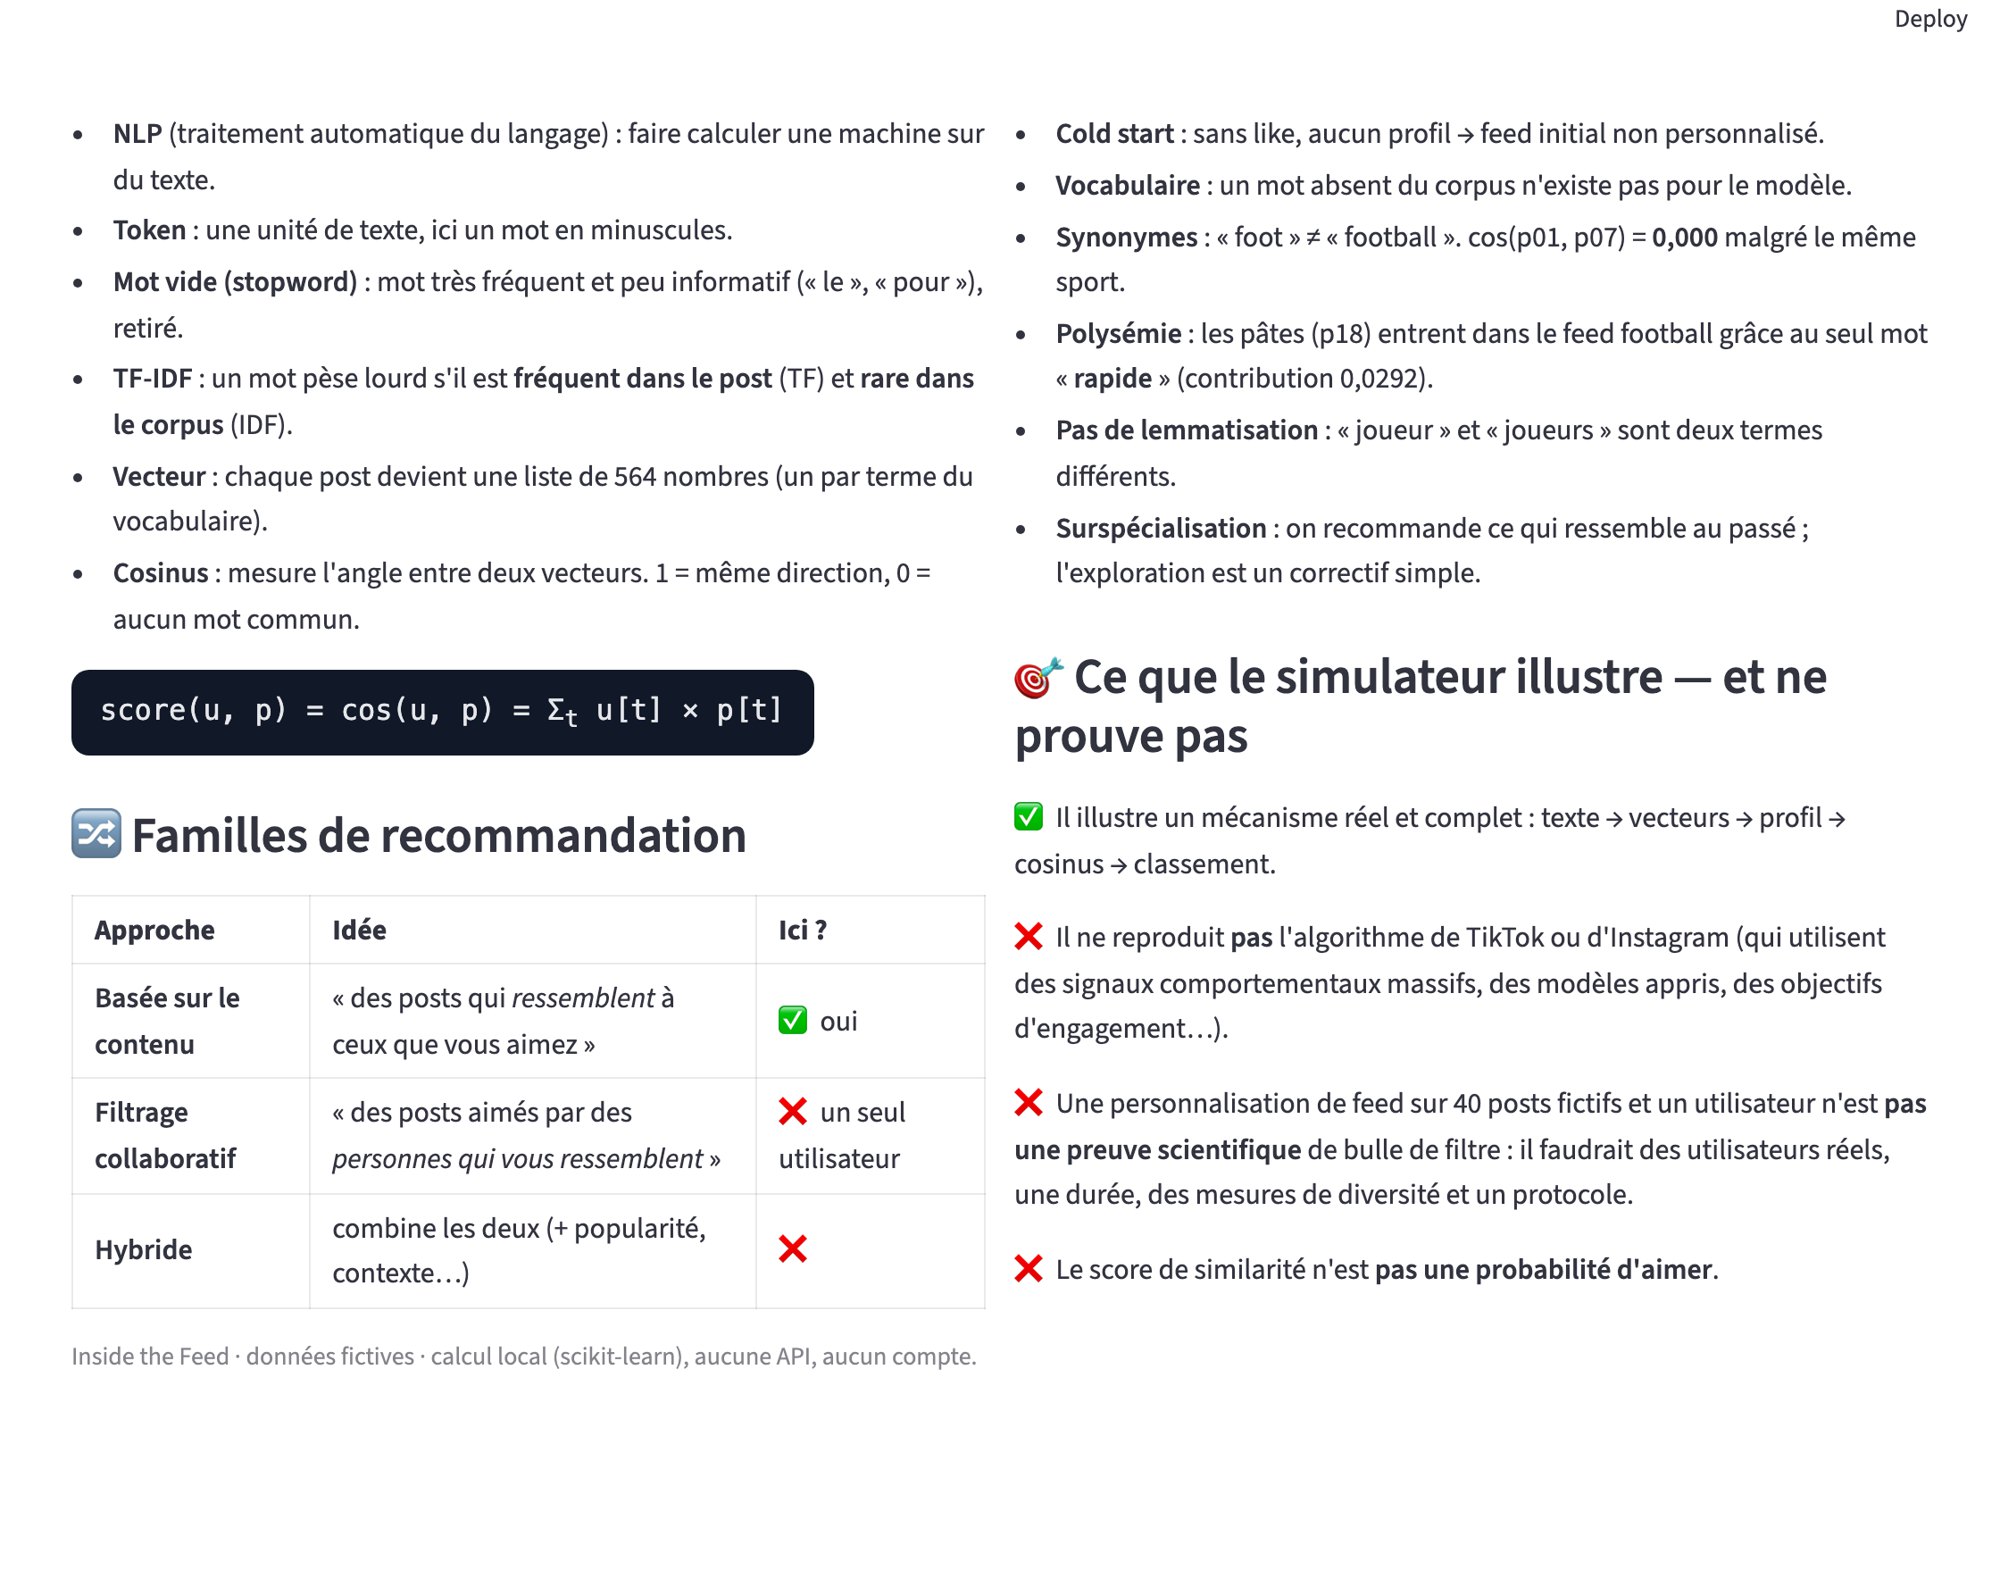 Deploy
• NLP (traitement automatique du langage) : faire calculer une machine sur
du texte.
• Token : une unité de texte, ici un mot en minuscules.
• Mot vide (stopword) : mot très fréquent et peu informatif (« le », « pour »),
retiré.
• TF-IDF : un mot pèse lourd s'il est fréquent dans le post (TF) et rare dans
le corpus (IDF).
• Vecteur : chaque post devient une liste de 564 nombres (un par terme du
vocabulaire).
• Cosinus : mesure l'angle entre deux vecteurs. 1 = même direction, 0 =
aucun mot commun.
score(u, p) = cos(u, p) = Σt u[t] × p[t]
🔀 Familles de recommandation
Approche | Idée | Ici ?
Basée sur le
contenu
« des posts qui ressemblent à
ceux que vous aimez »
✅ oui
Filtrage
collaboratif
« des posts aimés par des
personnes qui vous ressemblent »
❌ un seul
utilisateur
Hybride
combine les deux (+ popularité,
contexte…)
❌
Inside the Feed · données fictives · calcul local (scikit-learn), aucune API, aucun compte.
• Cold start : sans like, aucun profil → feed initial non personnalisé.
• Vocabulaire : un mot absent du corpus n'existe pas pour le modèle.
• Synonymes : « foot » ≠ « football ». cos(p01, p07) = 0,000 malgré le même
sport.
• Polysémie : les pâtes (p18) entrent dans le feed football grâce au seul mot
« rapide » (contribution 0,0292).
• Pas de lemmatisation : « joueur » et « joueurs » sont deux termes
différents.
• Surspécialisation : on recommande ce qui ressemble au passé ;
l'exploration est un correctif simple.
🎯 Ce que le simulateur illustre — et ne
prouve pas
✅ Il illustre un mécanisme réel et complet : texte → vecteurs → profil →
cosinus → classement.
❌ Il ne reproduit pas l'algorithme de TikTok ou d'Instagram (qui utilisent
des signaux comportementaux massifs, des modèles appris, des objectifs
d'engagement…).
❌ Une personnalisation de feed sur 40 posts fictifs et un utilisateur n'est pas
une preuve scientifique de bulle de filtre : il faudrait des utilisateurs réels,
une durée, des mesures de diversité et un protocole.
❌ Le score de similarité n'est pas une probabilité d'aimer.